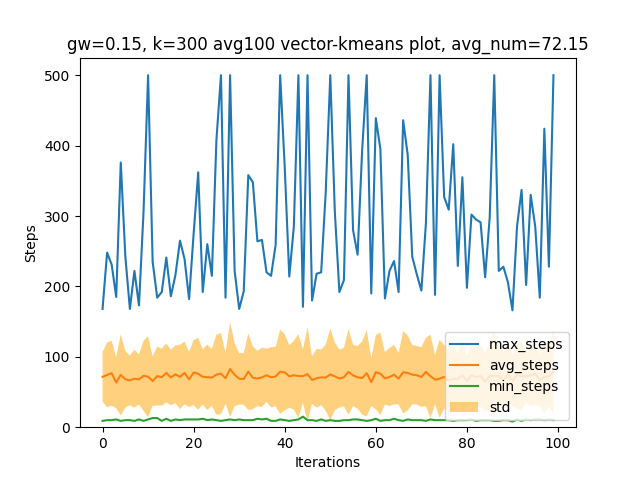 gw=0.15, k=300 avg100 vector-kmeans plot, avg_num=72.15
500
400
300
200
100
0
Steps
max_steps
avg_steps
min_steps
std
0
20
40
60
80
100
Iterations